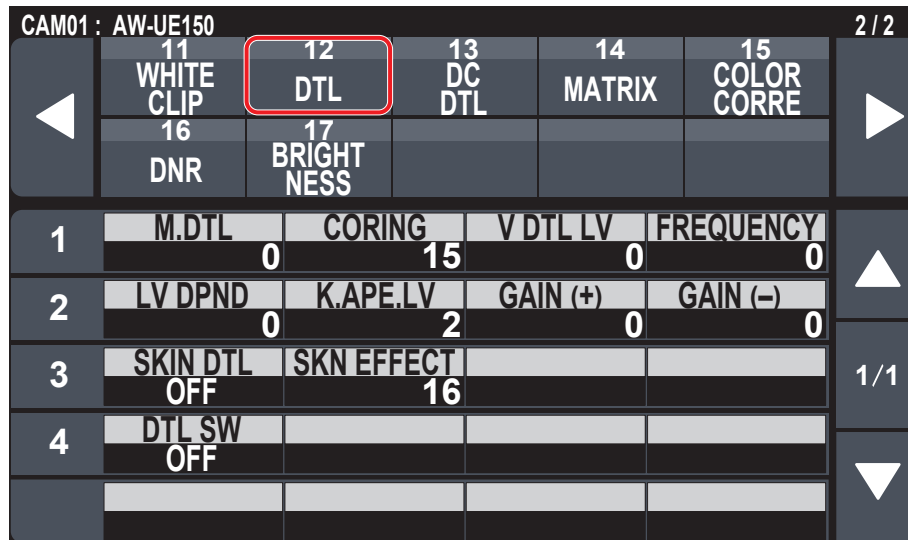 CAM01 : AW-UE150 2 / 2
11 12 13 14 15
WHITE CLIP DTL DC DTL MATRIX COLOR CORRE
16 17
DNR BRIGHT NESS
1 M.DTL CORING V DTL LV FREQUENCY
0 15 0 0
2 LV DPND K.APE.LV GAIN (+) GAIN (–)
0 2 0 0
3 SKIN DTL SKN EFFECT 1/1
OFF 16
4 DTL SW
OFF